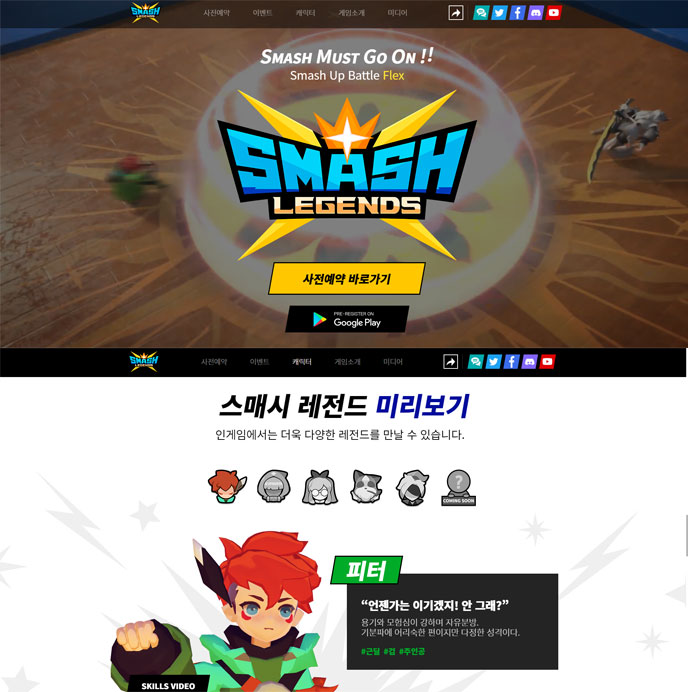 SMASH LEGENDS
사전예약 이벤트 캐릭터 게임소개 미디어
Smash Must Go On !!
Smash Up Battle Flex
SMASH
LEGENDS
사전예약 바로가기
PRE-REGISTER ON
Google Play
SMASH LEGENDS
사전예약 이벤트 캐릭터 게임소개 미디어
스매시 레전드 미리보기
인게임에서는 더욱 다양한 레전드를 만날 수 있습니다.
?
COMING SOON
피터
“언젠가는 이기겠지! 안 그래?”
용기와 모험심이 강하며 자유분방.
기분파에 어리숙한 편이지만 다정한 성격이다.
#근딜 #검 #주인공
SKILLS VIDEO